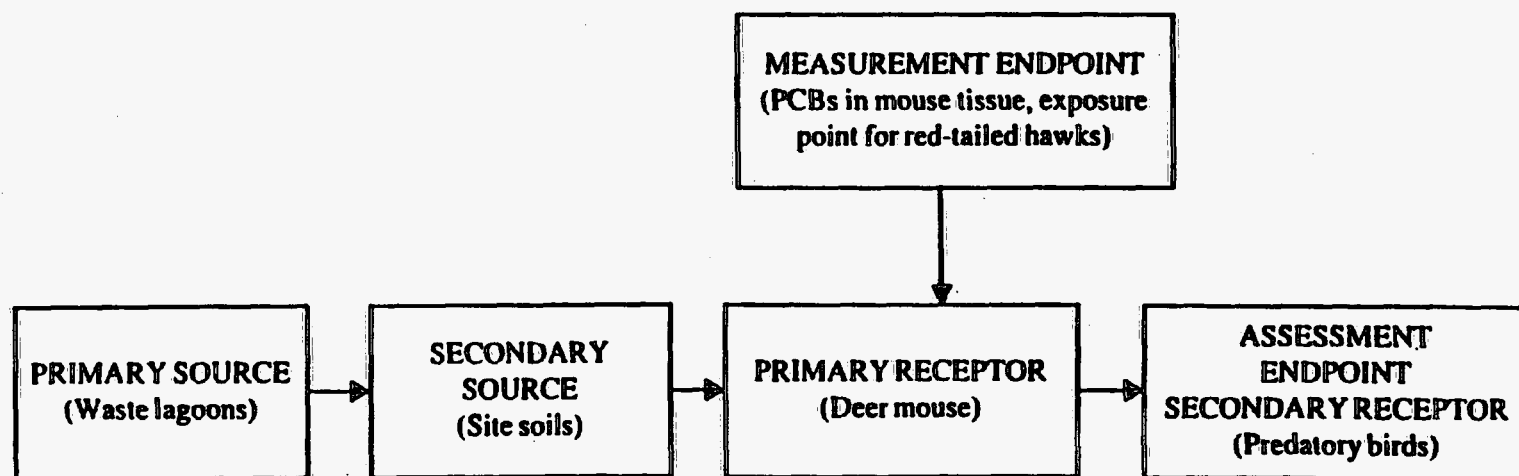 MEASUREMENT ENDPOINT
(PCBs in mouse tissue, exposure
point for red-tailed hawks)
PRIMARY SOURCE
(Waste lagoons)
SECONDARY
SOURCE
(Site soils)
PRIMARY RECEPTOR
(Deer mouse)
ASSESSMENT
ENDPOINT
SECONDARY RECEPTOR
(Predatory birds)